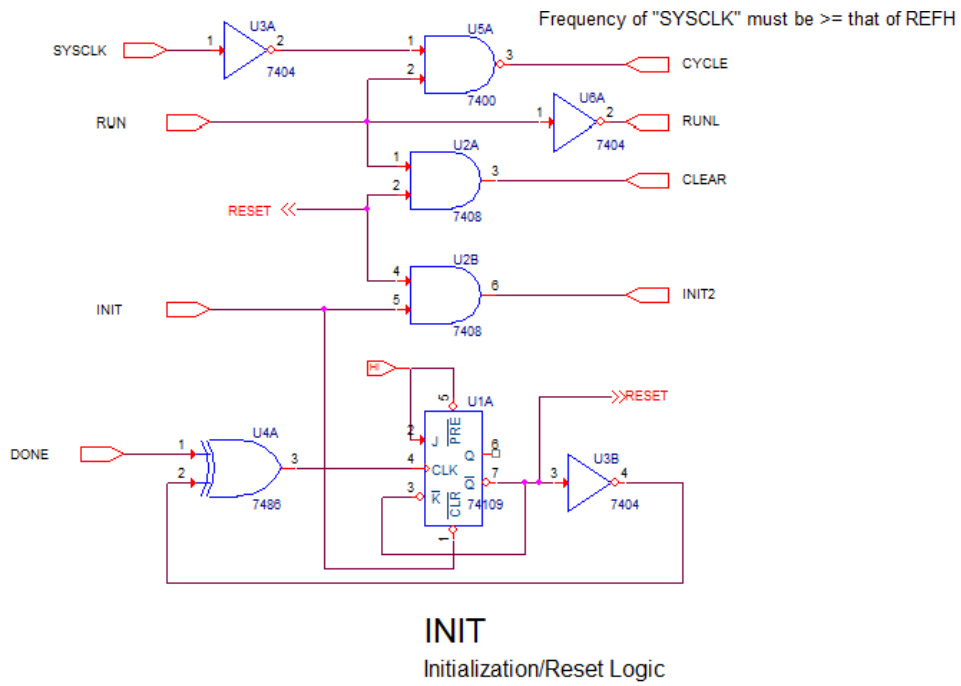 Frequency of "SYSCLK" must be >= that of REFH
U3A
U5A
SYSCLK
1
2
7404
1
2
3
7400
CYCLE
RUN
U6A
1
2
7404
RUNL
U2A
1
2
3
7408
CLEAR
RESET
U2B
4
5
6
7408
INIT2
INIT
HI
U1A
5
2
J
PRE
Q
6
4
CLK
3
K
CLR
Q
7
74109
1
RESET
U3B
3
4
7404
DONE
U4A
1
2
3
7486
INIT
Initialization/Reset Logic